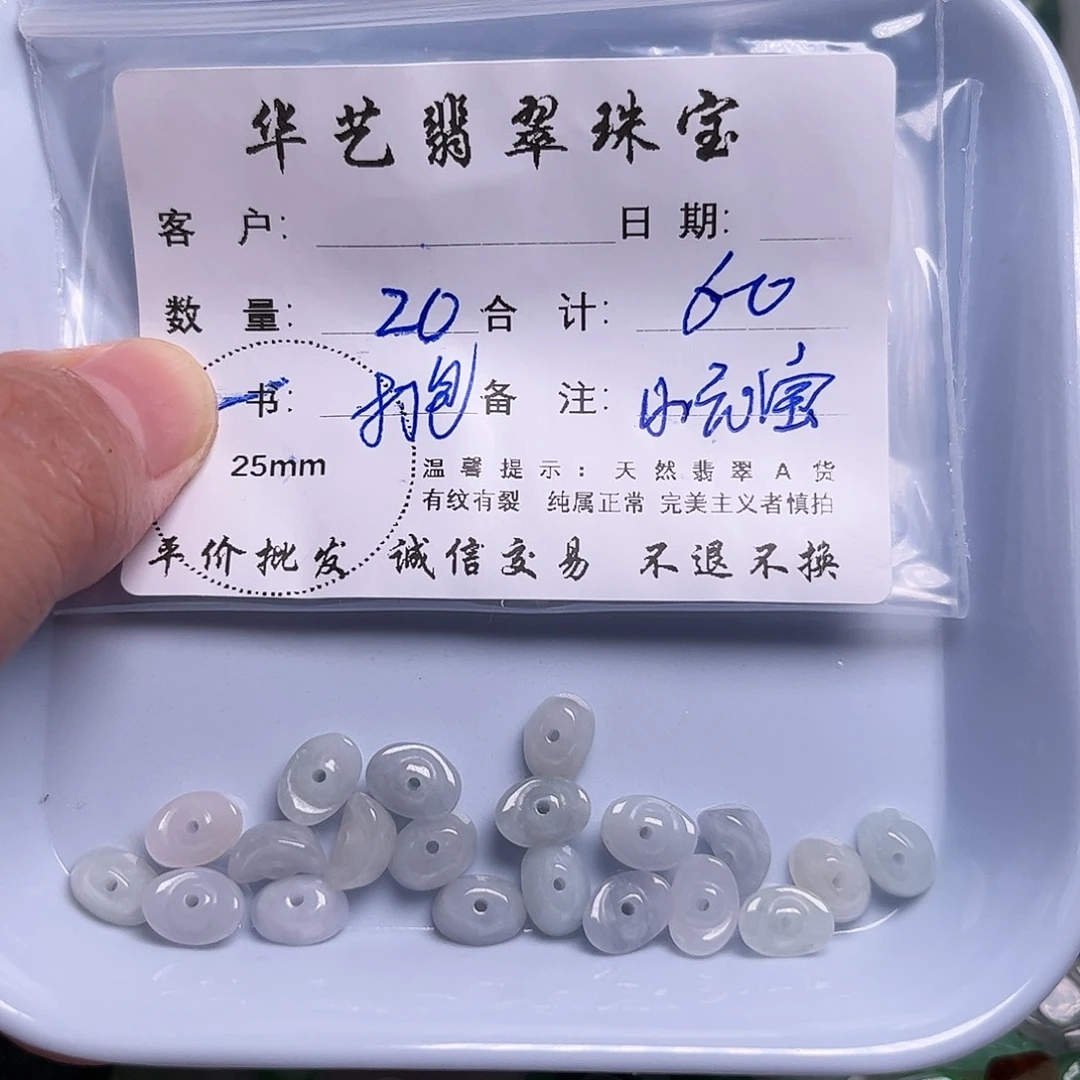 华艺翡翠珠宝
客 户： 日 期：
数 量： 20 合 计： 60
书： 打包 备 注： 小元宝
25mm
温馨提示：天然翡翠A货
有纹有裂 纯属正常 完美主义者慎拍
平价批发 诚信交易 不退不换